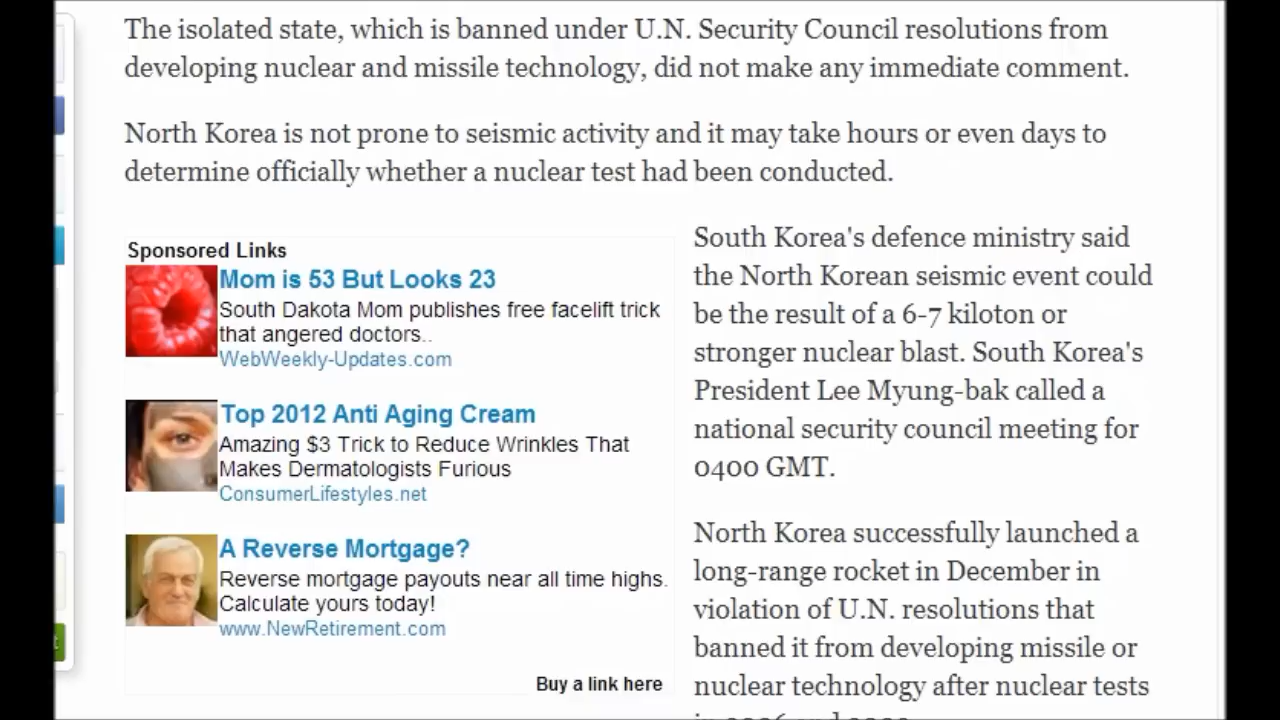 The isolated state, which is banned under U.N. Security Council resolutions from
developing nuclear and missile technology, did not make any immediate comment.
North Korea is not prone to seismic activity and it may take hours or even days to
determine officially whether a nuclear test had been conducted.
Sponsored Links
Mom is 53 But Looks 23
South Dakota Mom publishes free facelift trick
that angered doctors..
WebWeekly-Updates.com
Top 2012 Anti Aging Cream
Amazing $3 Trick to Reduce Wrinkles That
Makes Dermatologists Furious
ConsumerLifestyles.net
A Reverse Mortgage?
Reverse mortgage payouts near all time highs.
Calculate yours today!
www.NewRetirement.com
Buy a link here
South Korea's defence ministry said
the North Korean seismic event could
be the result of a 6-7 kiloton or
stronger nuclear blast. South Korea's
President Lee Myung-bak called a
national security council meeting for
0400 GMT.
North Korea successfully launched a
long-range rocket in December in
violation of U.N. resolutions that
banned it from developing missile or
nuclear technology after nuclear tests